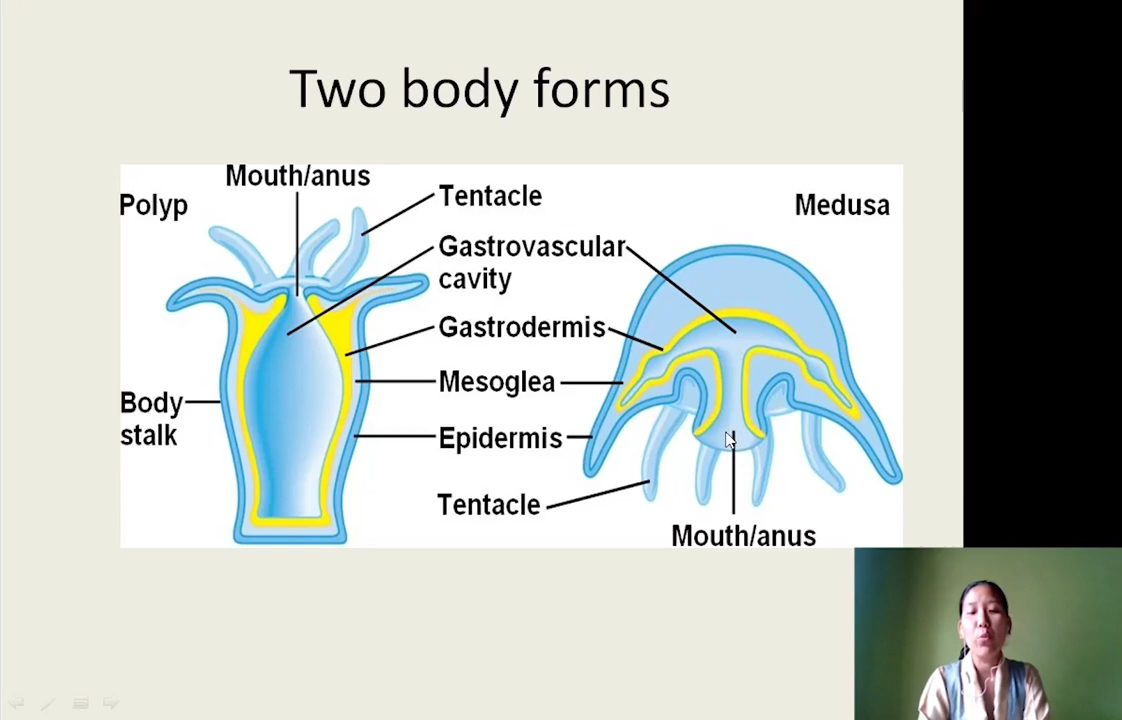 Two body forms
Mouth/anus
Polyp
Tentacle
Medusa
Gastrovascular
cavity
Gastrodermis
Mesoglea
Body
stalk
Epidermis
Tentacle
Mouth/anus